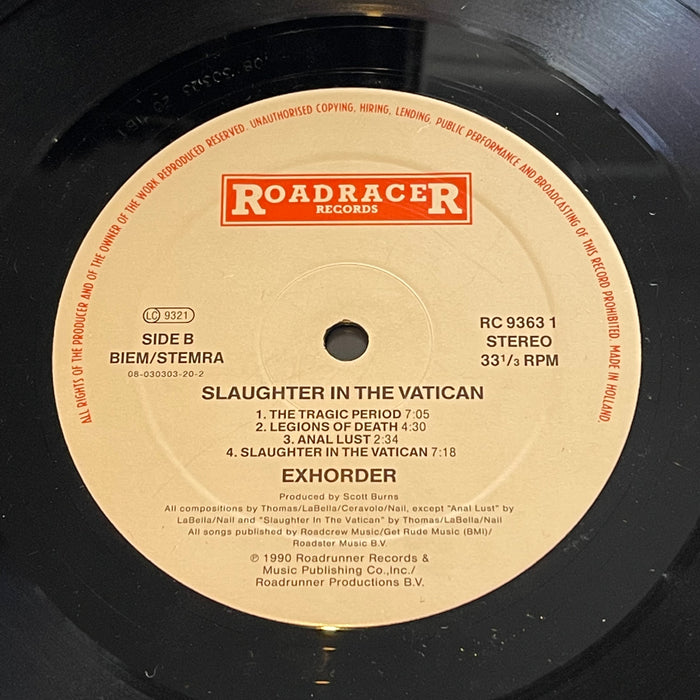 ALL RIGHTS OF THE PRODUCER AND OF THE OWNER OF THE WORK REPRODUCED RESERVED. UNAUTHORISED COPYING, HIRING, LENDING, PUBLIC PERFORMANCE AND BROADCASTING OF THIS RECORD PROHIBITED. MADE IN HOLLAND.
ROADRACER
RECORDS
LC 9321
SIDE B
BIEM/STEMRA
08-030303-20-2
RC 9363 1
STEREO
33 1/3 RPM
SLAUGHTER IN THE VATICAN
1. THE TRAGIC PERIOD 7:05
2. LEGIONS OF DEATH 4:30
3. ANAL LUST 2:34
4. SLAUGHTER IN THE VATICAN 7:18
EXHORDER
Produced by Scott Burns
All compositions by Thomas/LaBella/Ceravolo/Nail, except "Anal Lust" by
LaBella/Nail and "Slaughter In The Vatican" by Thomas/LaBella/Nail
All songs published by Roadcrew Music/Get Rude Music (BMI)/
Roadster Music B.V.
℗ 1990 Roadrunner Records &
Music Publishing Co.,Inc./
Roadrunner Productions B.V.